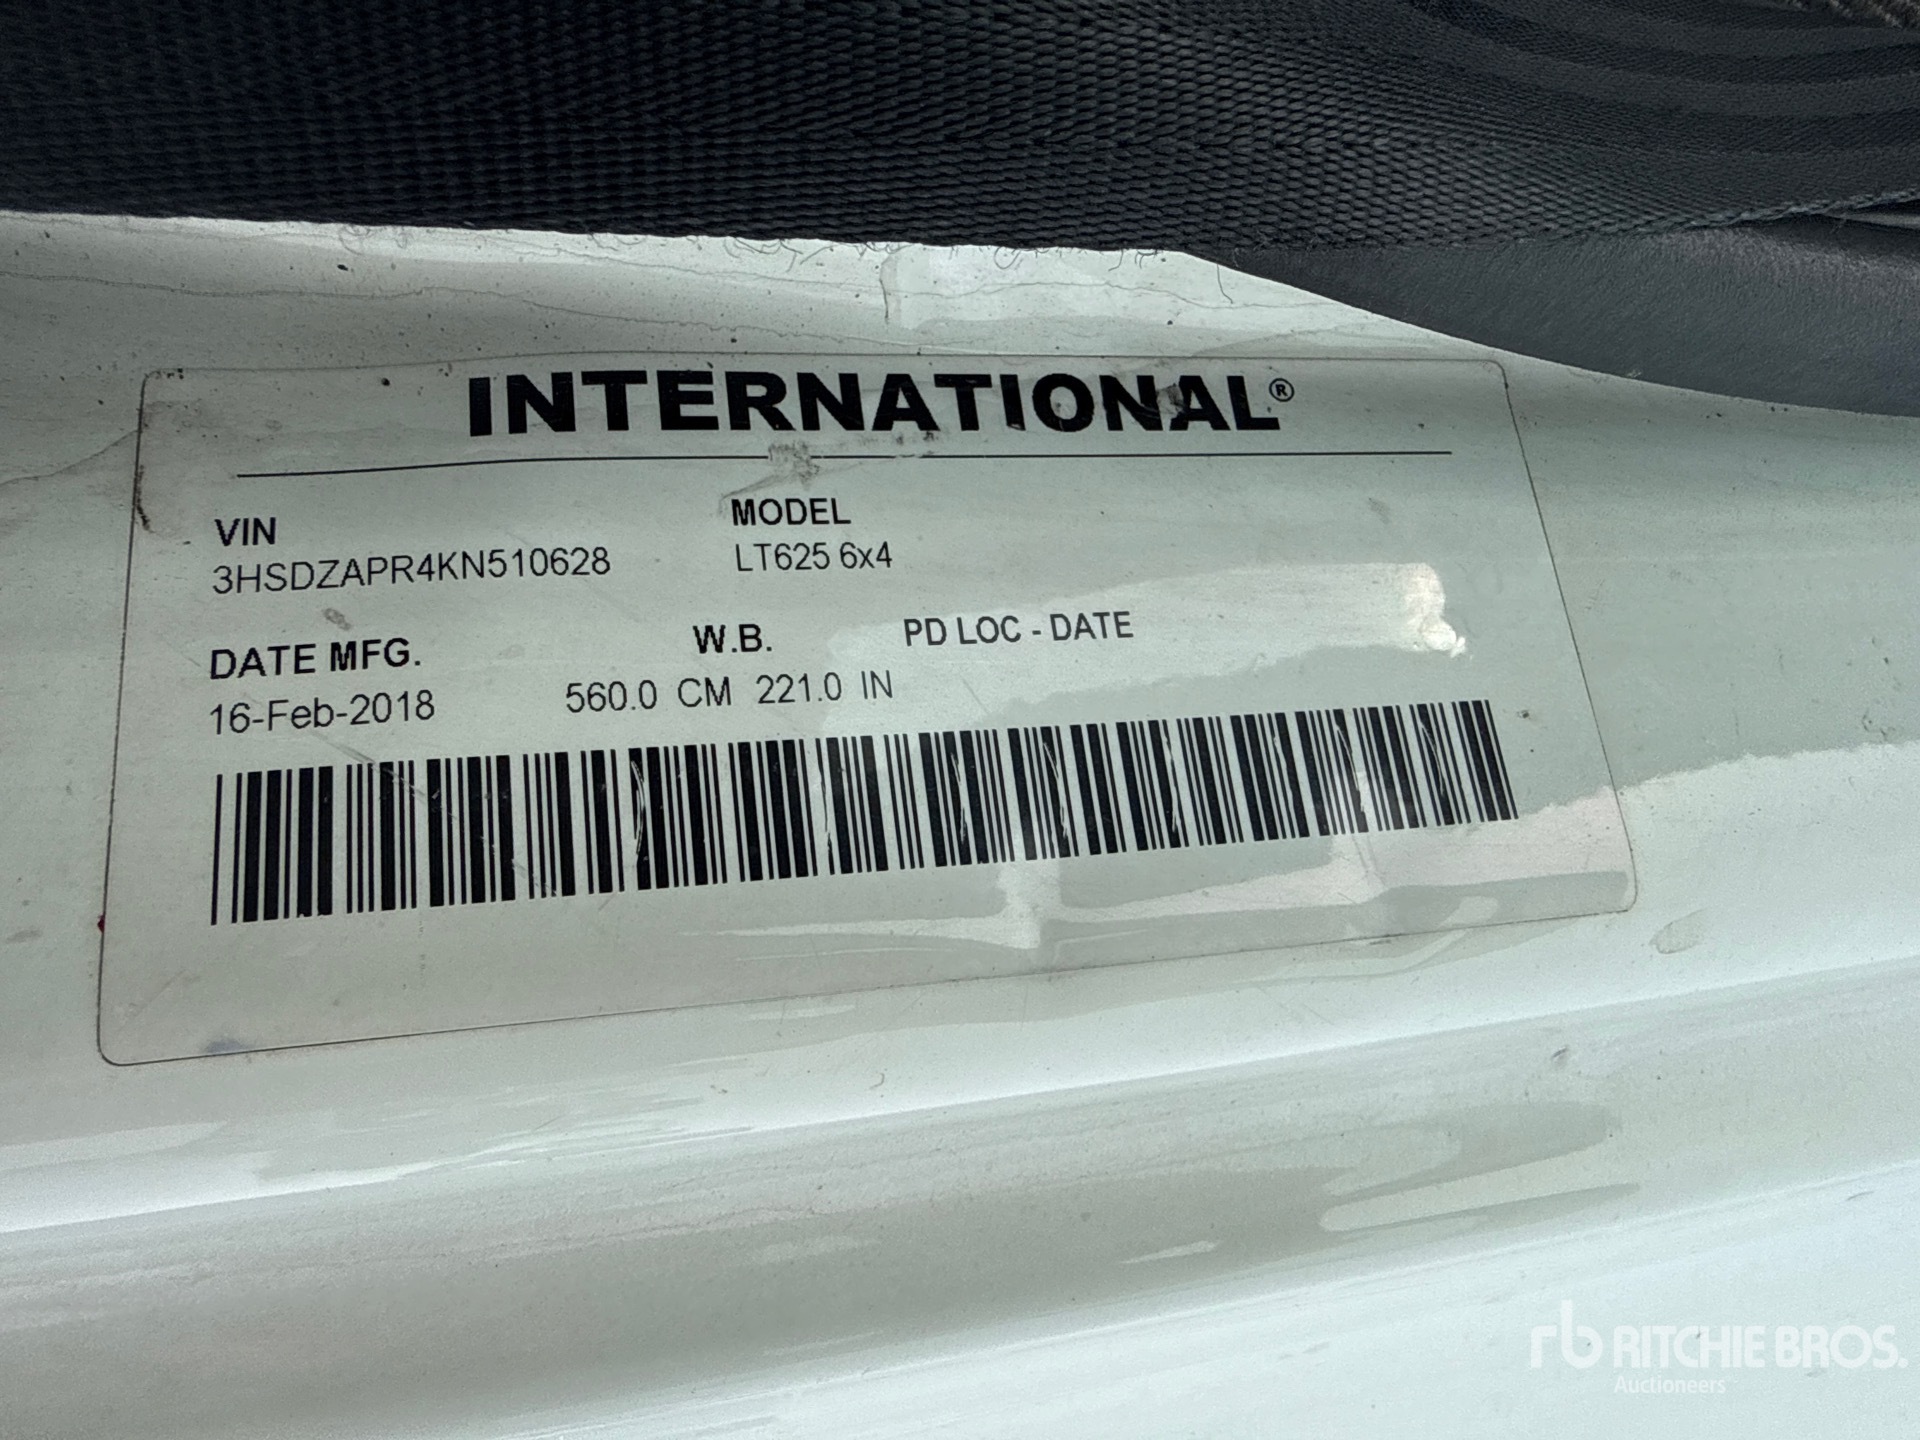 INTERNATIONAL®
VIN
3HSDZAPR4KN510628
MODEL
LT625 6x4
DATE MFG.
16-Feb-2018
W.B.
560.0 CM 221.0 IN
PD LOC - DATE
rb RITCHIE BROS.
Auctioneers